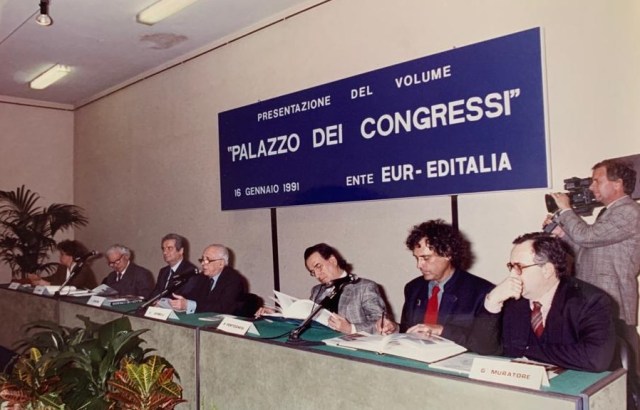 PRESENTAZIONE DEL VOLUME
"PALAZZO DEI CONGRESSI"
16 GENNAIO 1991 ENTE EUR-EDITALIA
G. MURATORE